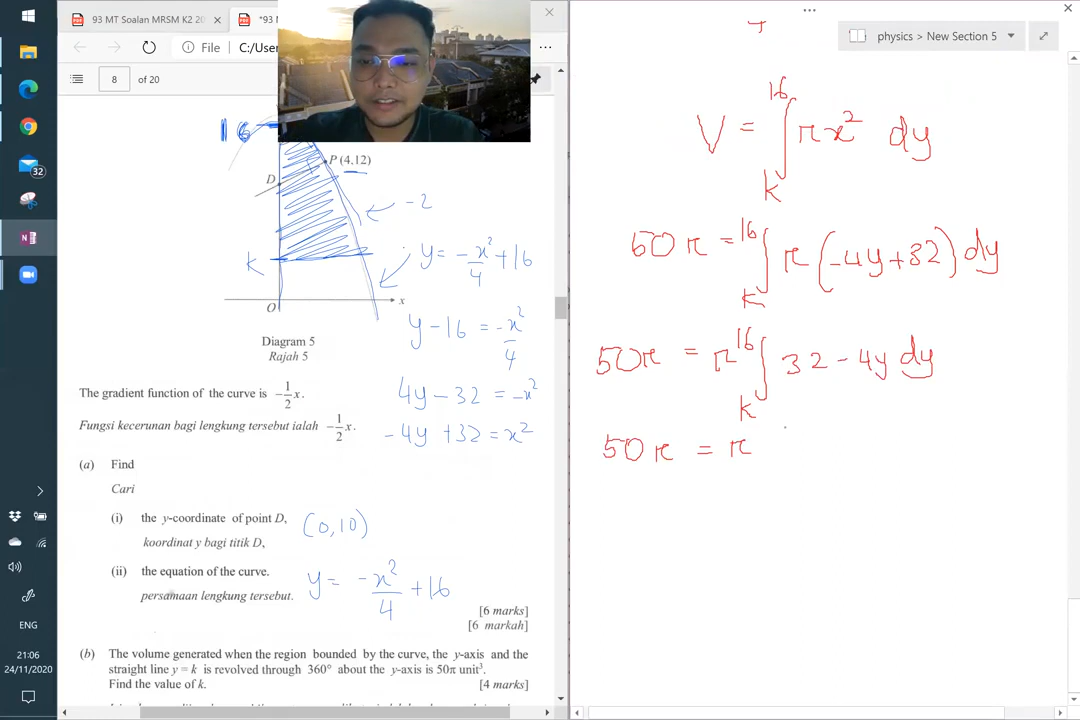 93 MT Soalan MRSM K2 20
*93 MT
File
C:/Use
8 of 20
physics > New Section 5
16
P (4,12)
D
K
O
x
-2
y = -x²/4 + 16
y - 16 = -x²/4
4y - 32 = -x²
-4y + 32 = x²
Diagram 5
Rajah 5
The gradient function of the curve is -1/2 x.
Fungsi kecerunan bagi lengkung tersebut ialah -1/2 x.
(a) Find
Cari
(i) the y-coordinate of point D, (0,10)
koordinat y bagi titik D,
(ii) the equation of the curve. y = -x²/4 + 16
persamaan lengkung tersebut.
[6 marks]
[6 markah]
(b) The volume generated when the region bounded by the curve, the y-axis and the
straight line y = k is revolved through 360° about the y-axis is 50π unit³.
Find the value of k. [4 marks]
V = ∫ₖ¹⁶ πx² dy
50π = ∫ₖ¹⁶ π(-4y+32) dy
50π = π ∫ₖ¹⁶ 32 - 4y dy
50π = π
32
ENG
21:06
24/11/2020